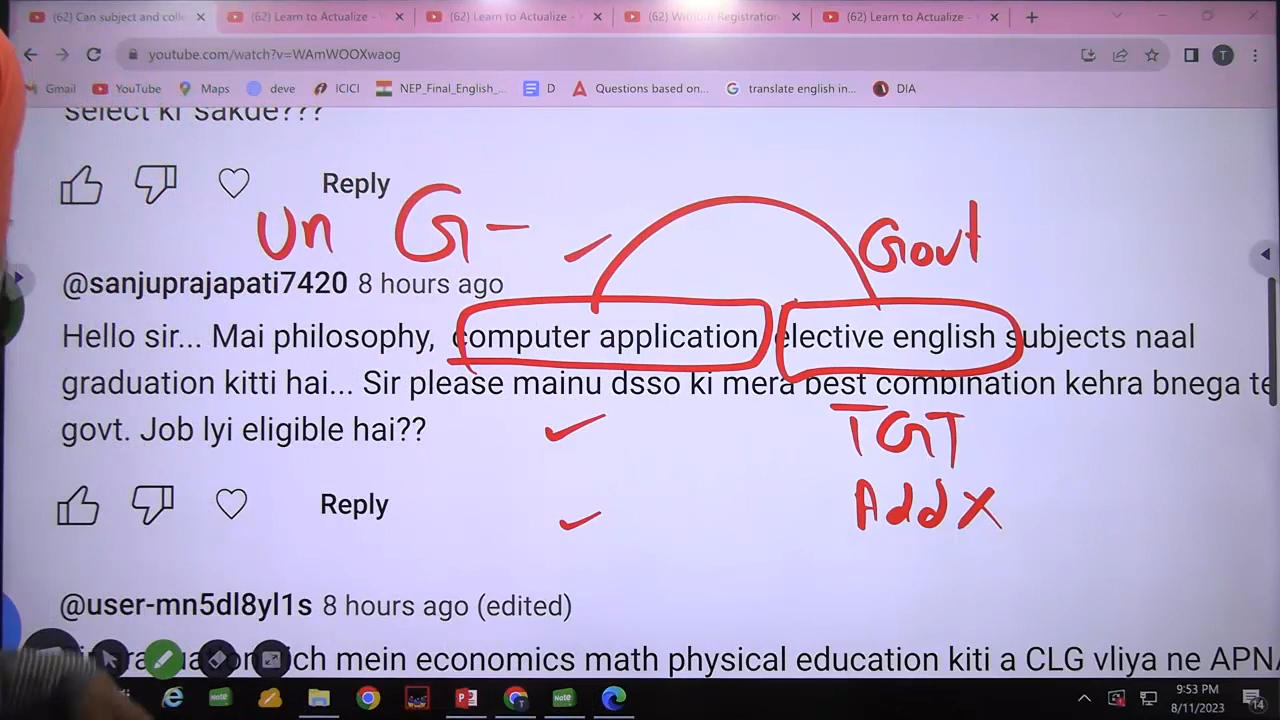 (62) Can subject and colle
(62) Learn to Actualize -
(62) Learn to Actualize -
(62) Without Registration
(62) Learn to Actualize -
youtube.com/watch?v=WAmWOOXwaog
T
Gmail YouTube Maps deve ICICI NEP_Final_English_... D Questions based on... translate english in... DIA
select ki sakde???
Reply
Un G- Govt
@sanjuprajapati7420 8 hours ago
Hello sir... Mai philosophy, computer application elective english subjects naal
graduation kitti hai... Sir please mainu dsso ki mera best combination kehra bnega te
govt. Job lyi eligible hai??
TGT
Add X
Reply
@user-mn5dl8yl1s 8 hours ago (edited)
ich mein economics math physical education kiti a CLG vliya ne APNA
Note
Note
9:53 PM
8/11/2023
14